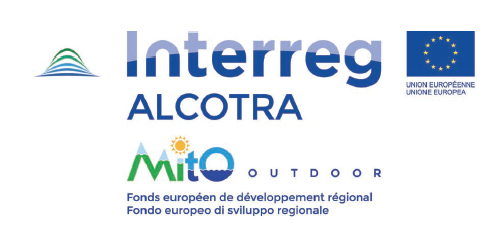 Interreg
ALCOTRA
UNION EUROPÉENNE
UNIONE EUROPEA
MitO OUTDOOR
Fonds européen de développement régional
Fondo europeo di sviluppo regionale